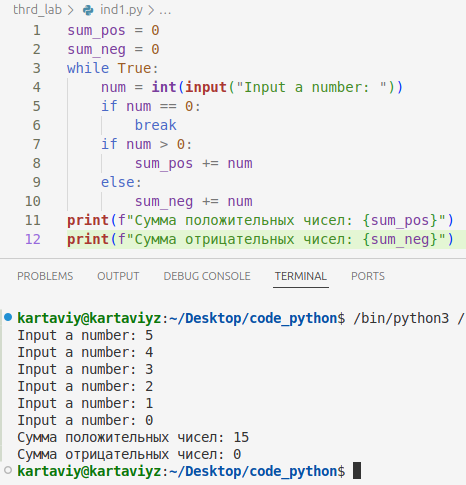 thrd_lab > ind1.py > ...
1 sum_pos = 0
2 sum_neg = 0
3 while True:
4     num = int(input("Input a number: "))
5     if num == 0:
6         break
7     if num > 0:
8         sum_pos += num
9     else:
10         sum_neg += num
11 print(f"Сумма положительных чисел: {sum_pos}")
12 print(f"Сумма отрицательных чисел: {sum_neg}")
PROBLEMS OUTPUT DEBUG CONSOLE TERMINAL PORTS
kartaviy@kartaviyz:~/Desktop/code_python$ /bin/python3 /
Input a number: 5
Input a number: 4
Input a number: 3
Input a number: 2
Input a number: 1
Input a number: 0
Сумма положительных чисел: 15
Сумма отрицательных чисел: 0
kartaviy@kartaviyz:~/Desktop/code_python$